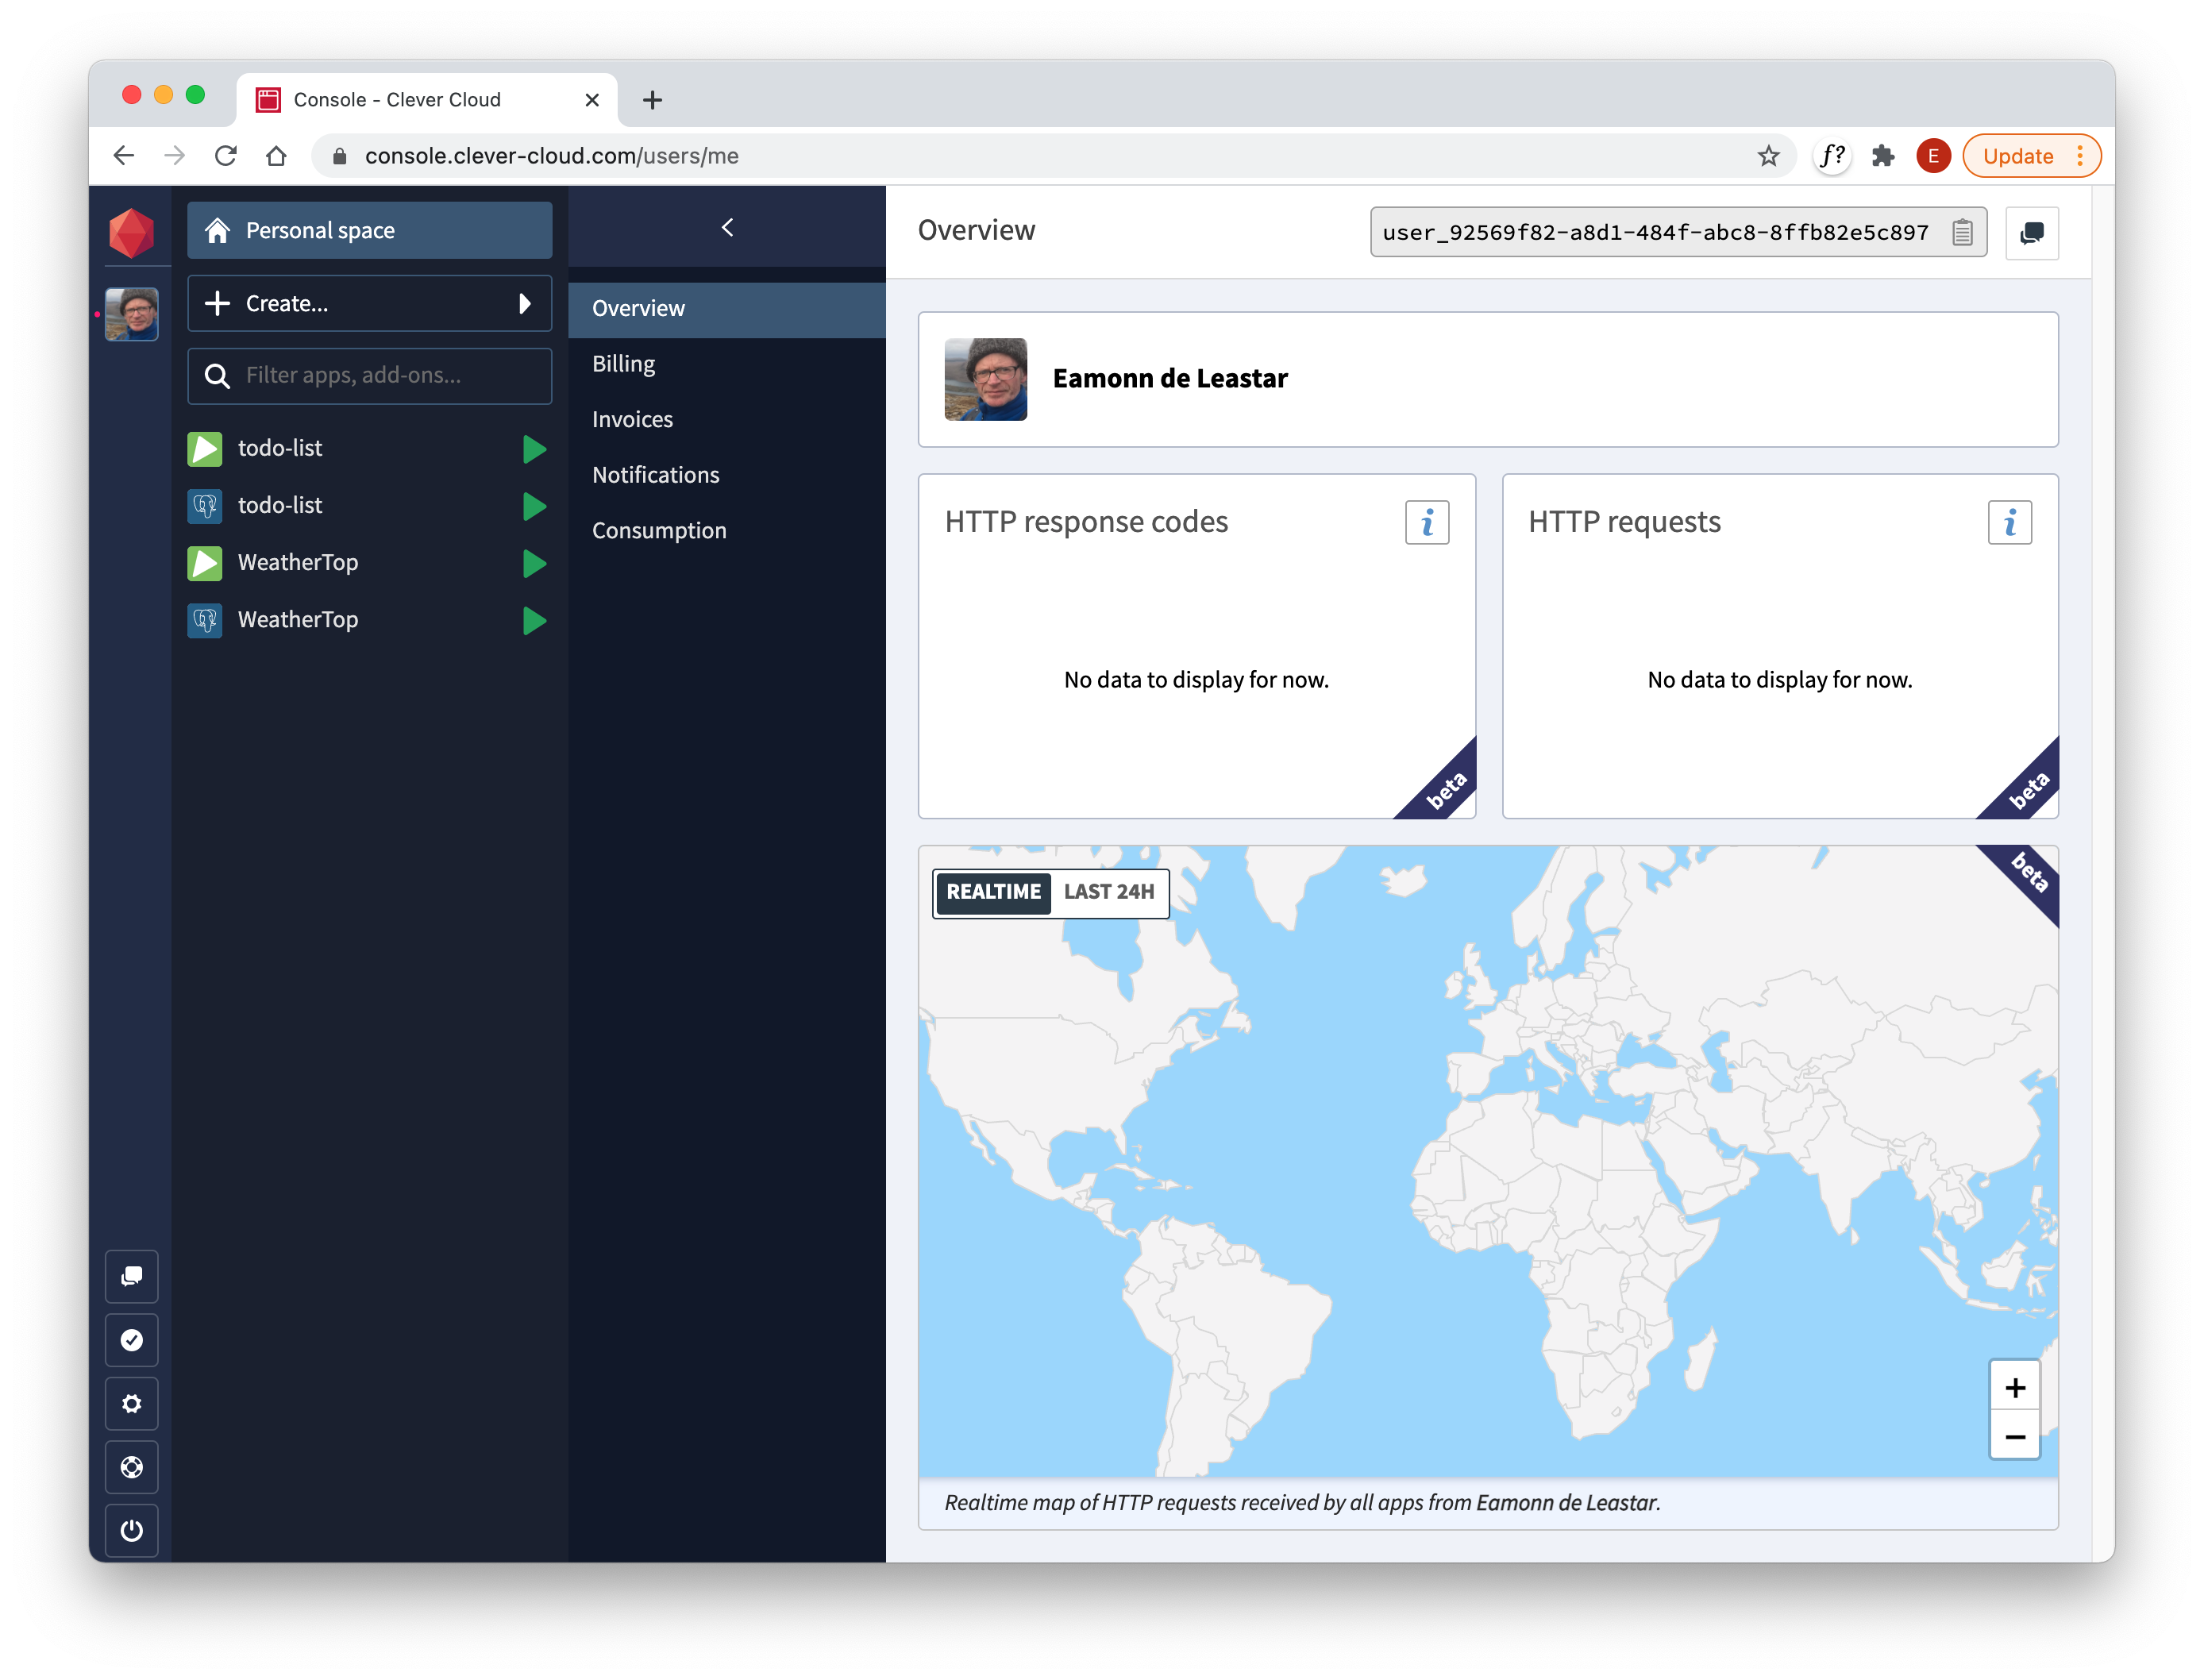 Console - Clever Cloud
console.clever-cloud.com/users/me
f?
E
Update
Personal space
Create...
Filter apps, add-ons...
todo-list
todo-list
WeatherTop
WeatherTop
Overview
Billing
Invoices
Notifications
Consumption
Overview
user_92569f82-a8d1-484f-abc8-8ffb82e5c897
Eamonn de Leastar
HTTP response codes
i
No data to display for now.
beta
HTTP requests
i
No data to display for now.
beta
REALTIME LAST 24H
beta
+
−
Realtime map of HTTP requests received by all apps from Eamonn de Leastar.